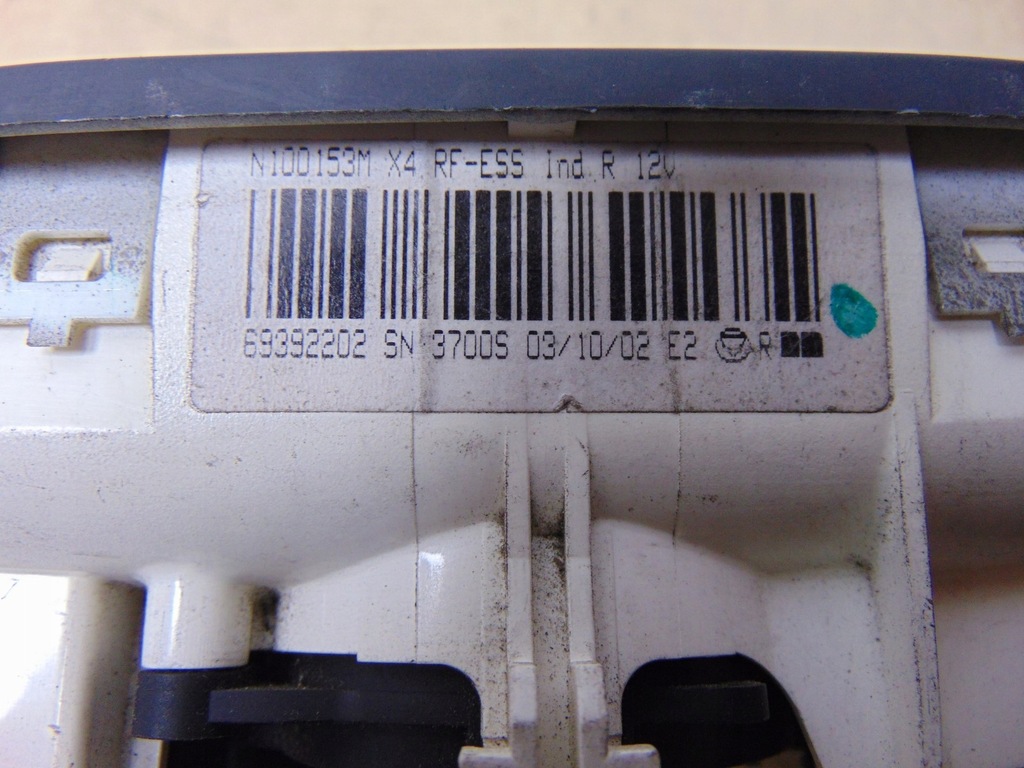 N100153M X4 RF-ESS Ind R 12V
69392202 SN 3700S 03/10/02 E2 R